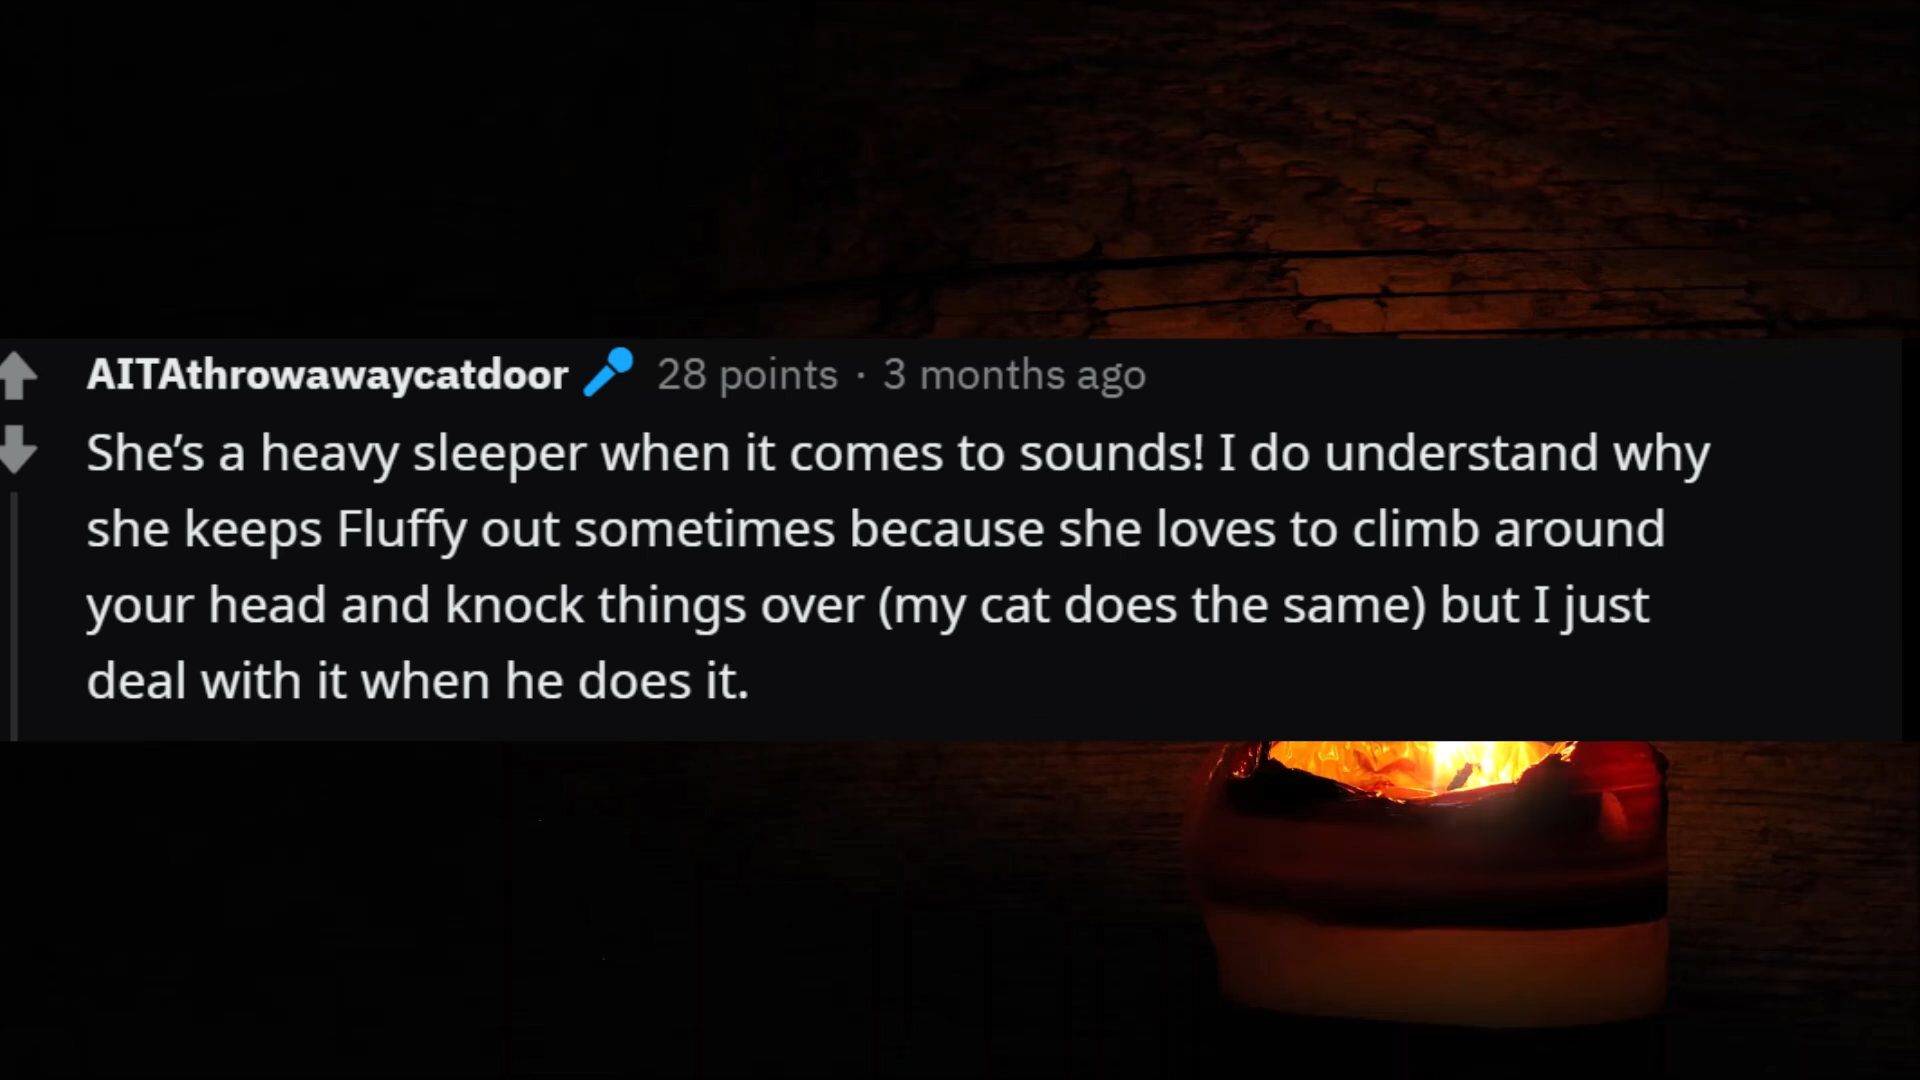 AITAthrowawaycatdoor 28 points · 3 months ago
She’s a heavy sleeper when it comes to sounds! I do understand why
she keeps Fluffy out sometimes because she loves to climb around
your head and knock things over (my cat does the same) but I just
deal with it when he does it.